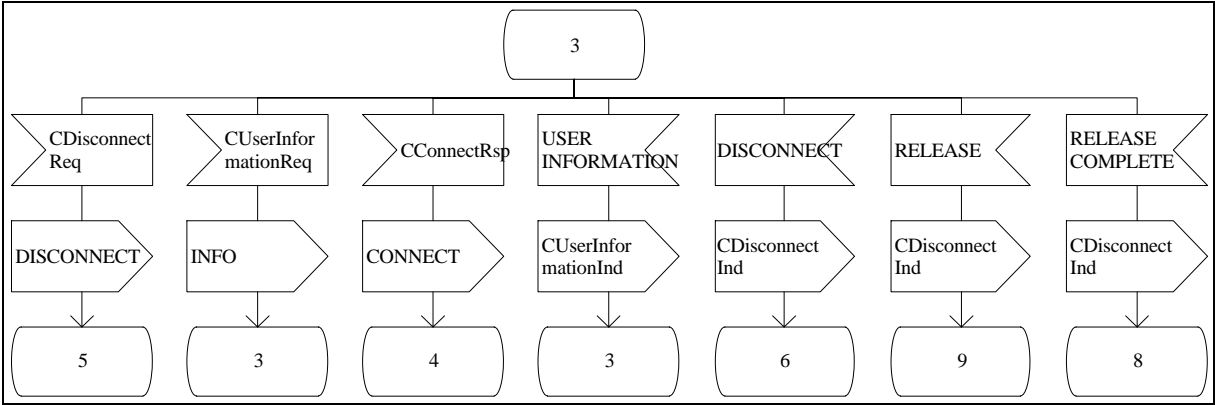 3
CDisconnect
Req
CUserInfor
mationReq
CConnectRsp
USER
INFORMATION
DISCONNECT
RELEASE
RELEASE
COMPLETE
DISCONNECT
INFO
CONNECT
CUserInfor
mationInd
CDisconnect
Ind
CDisconnect
Ind
CDisconnect
Ind
5
3
4
3
6
9
8